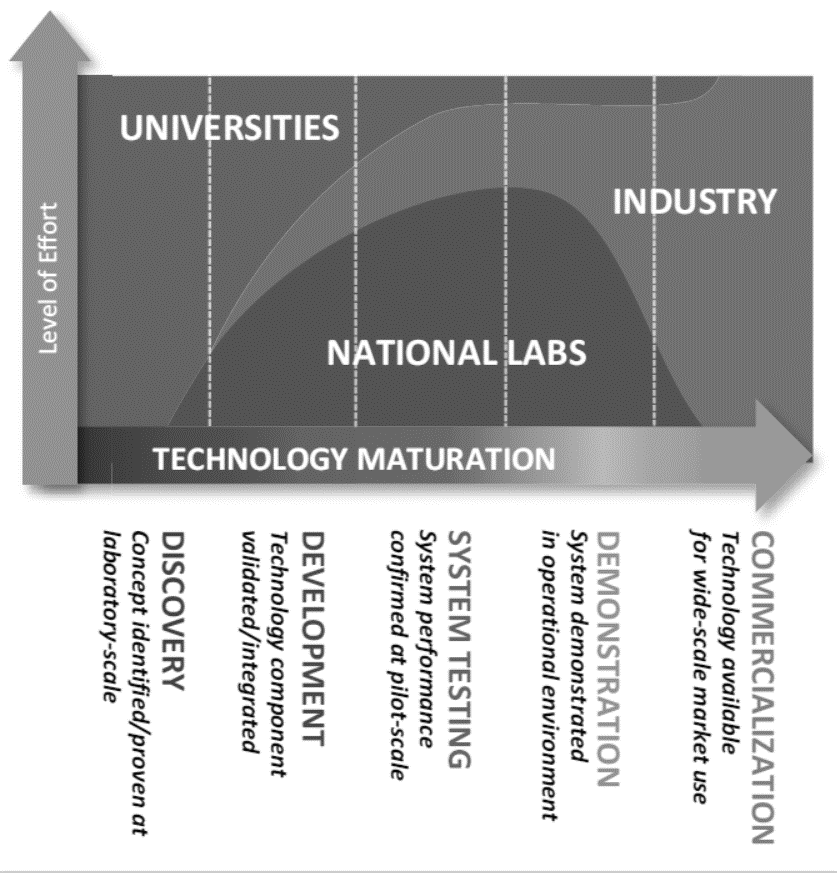 UNIVERSITIES
INDUSTRY
NATIONAL LABS
Level of Effort
TECHNOLOGY MATURATION
DISCOVERY
Concept identified/proven at
laboratory-scale
DEVELOPMENT
Technology component
validated/integrated
SYSTEM TESTING
System performance
confirmed at pilot-scale
DEMONSTRATION
System demonstrated
in operational environment
COMMERCIALIZATION
Technology available
for wide-scale market use